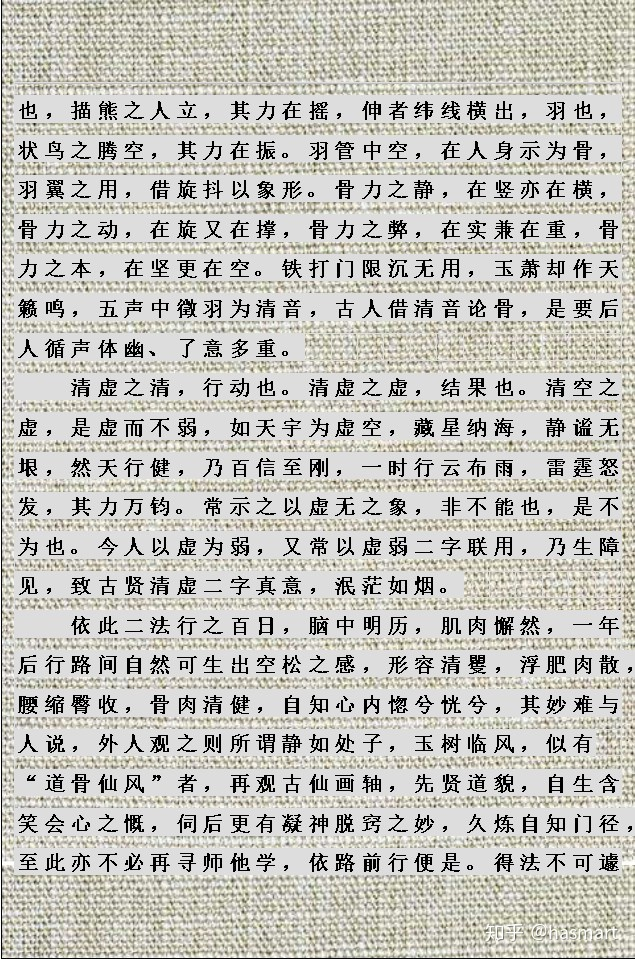 也，描熊之人立，其力在摇，伸者纬线横出，羽也，
状鸟之腾空，其力在振。羽管中空，在人身示为骨，
羽翼之用，借旋抖以象形。骨力之静，在竖亦在横，
骨力之动，在旋又在撑，骨力之弊，在实兼在重，骨
力之本，在坚更在空。铁打门限沉无用，玉萧却作天
籁鸣，五声中徵羽为清音，古人借清音论骨，是要后
人循声体幽、了意多重。
清虚之清，行动也。清虚之虚，结果也。清空之
虚，是虚而不弱，如天宇为虚空，藏星纳海，静谧无
垠，然天行健，乃百信至刚，一时行云布雨，雷霆怒
发，其力万钧。常示之以虚无之象，非不能也，是不
为也。今人以虚为弱，又常以虚弱二字联用，乃生障
见，致古贤清虚二字真意，泯茫如烟。
依此二法行之百日，脑中明历，肌肉懈然，一年
后行路间自然可生出空松之感，形容清矍，浮肥肉散，
腰缩臀收，骨肉清健，自知心内惚兮恍兮，其妙难与
人说，外人观之则所谓静如处子，玉树临风，似有
“道骨仙风”者，再观古仙画轴，先贤道貌，自生含
笑会心之慨，伺后更有凝神脱窍之妙，久炼自知门径，
至此亦不必再寻师他学，依路前行便是。得法不可遽
知乎 @hasmart